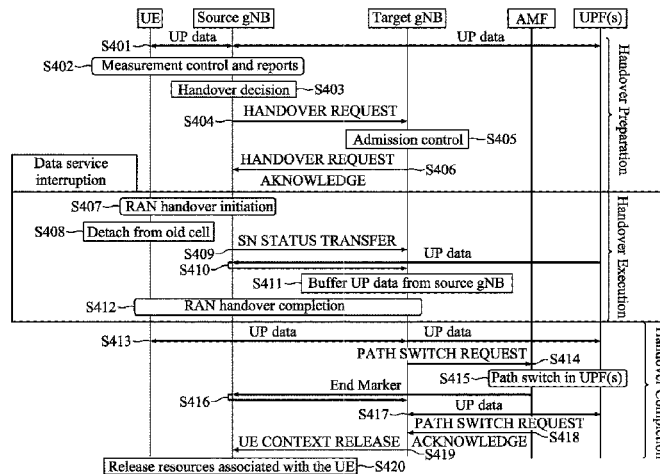 UE Source gNB Target gNB AMF UPF(s)
S401 UP data UP data
S402 Measurement control and reports
Handover decision S403
S404 HANDOVER REQUEST
Admission control S405
HANDOVER REQUEST S406
AKNOWLEDGE
Handover Preparation
Data service
interruption
S407 RAN handover initiation
S408 Detach from old cell
S409 SN STATUS TRANSFER
S410 UP data
S411 Buffer UP data from source gNB
S412 RAN handover completion
Handover Execution
S413 UP data UP data
PATH SWITCH REQUEST S414
S415 Path switch in UPF(s)
End Marker
S416
S417 UP data
PATH SWITCH REQUEST
S418
UE CONTEXT RELEASE ACKNOWLEDGE
S419
Release resources associated with the UE S420
Handover Completion